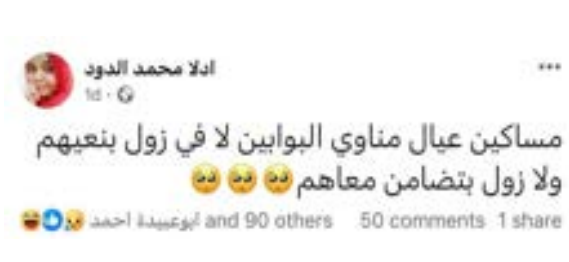 ادلا محمد الدود
1d ·
مساكين عيال مناوي البوابين لا في زول بنعيهم
ولا زول بتضامن معاهم🥺🥺🥺
ابوعبيدة احمد and 90 others 50 comments 1 share